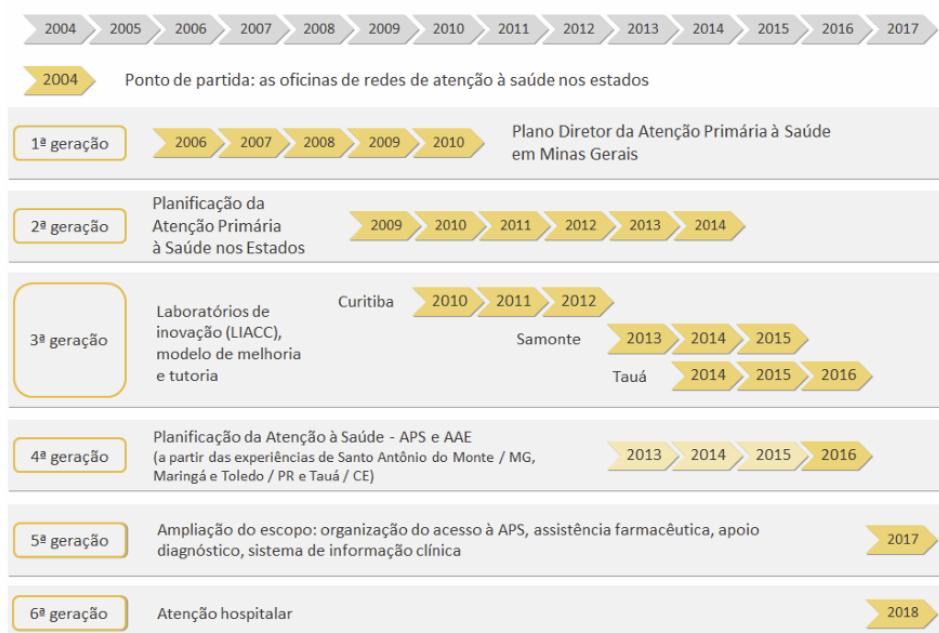 2004 2005 2006 2007 2008 2009 2010 2011 2012 2013 2014 2015 2016 2017
2004 Ponto de partida: as oficinas de redes de atenção à saúde nos estados
1ª geração
2006 2007 2008 2009 2010
Plano Diretor da Atenção Primária à Saúde
em Minas Gerais
2ª geração
Planificação da
Atenção Primária
à Saúde nos Estados
2009 2010 2011 2012 2013 2014
3ª geração
Laboratórios de
inovação (LIACC),
modelo de melhoria
e tutoria
Curitiba 2010 2011 2012
Samonte 2013 2014 2015
Tauá 2014 2015 2016
4ª geração
Planificação da Atenção à Saúde - APS e AAE
(a partir das experiências de Santo Antônio do Monte / MG,
Maringá e Toledo / PR e Tauá / CE)
2013 2014 2015 2016
5ª geração
Ampliação do escopo: organização do acesso à APS, assistência farmacêutica, apoio
diagnóstico, sistema de informação clínica
2017
6ª geração
Atenção hospitalar
2018